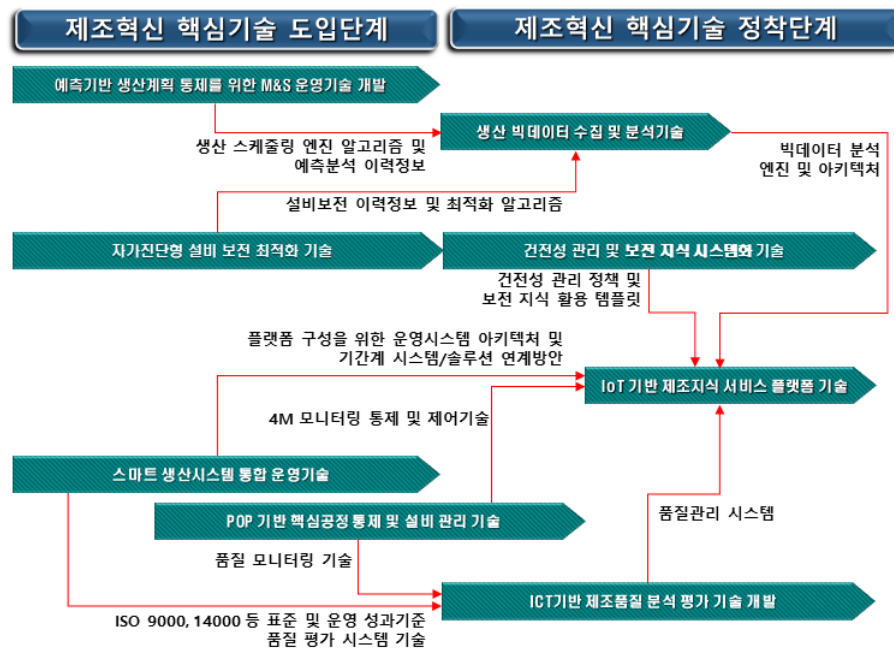 제조혁신 핵심기술 도입단계
제조혁신 핵심기술 정착단계
예측기반 생산계획 통제를 위한 M&S 운영기술 개발
생산 빅데이터 수집 및 분석기술
생산 스케줄링 엔진 알고리즘 및
예측분석 이력정보
빅데이터 분석
엔진 및 아키텍처
설비보전 이력정보 및 최적화 알고리즘
자가진단형 설비 보전 최적화 기술
건전성 관리 및 보전 지식 시스템화 기술
건전성 관리 정책 및
보전 지식 활용 템플릿
플랫폼 구성을 위한 운영시스템 아키텍처 및
기간계 시스템/솔루션 연계방안
IoT 기반 제조지식 서비스 플랫폼 기술
4M 모니터링 통제 및 제어기술
스마트 생산시스템 통합 운영기술
POP 기반 핵심공정 통제 및 설비 관리 기술
품질관리 시스템
품질 모니터링 기술
ICT기반 제조품질 분석 평가 기술 개발
ISO 9000, 14000 등 표준 및 운영 성과기준
품질 평가 시스템 기술